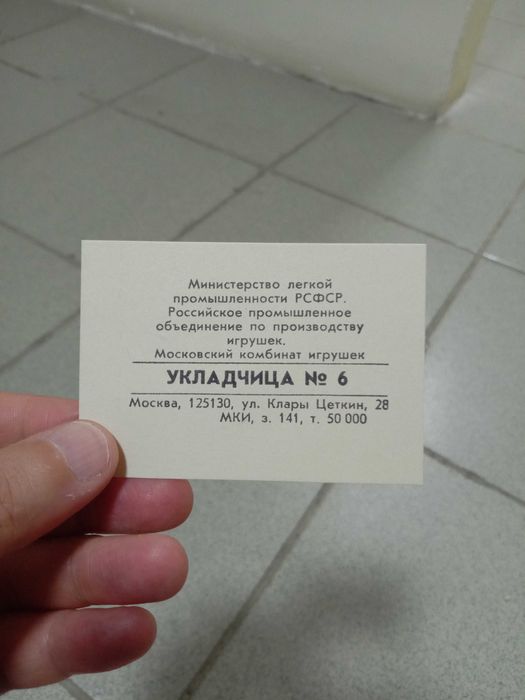 Министерство легкой
промышленности РСФСР.
Российское промышленное
объединение по производству
игрушек.
Московский комбинат игрушек
УКЛАДЧИЦА № 6
Москва, 125130, ул. Клары Цеткин, 28
МКИ, з. 141, т. 50 000